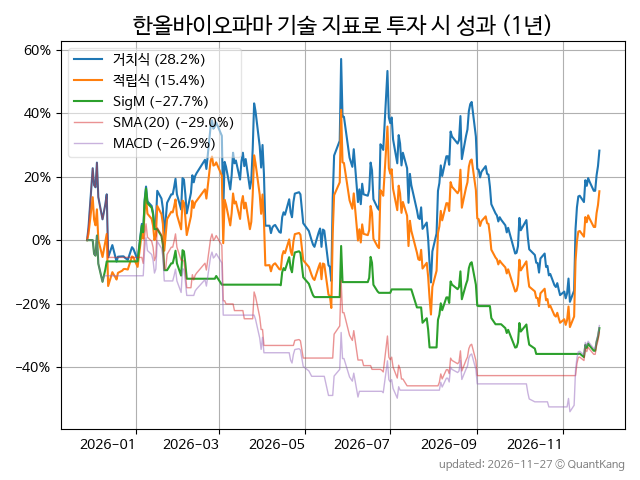 한올바이오파마 기술 지표로 투자 시 성과 (1년)
60%
40%
20%
0%
−20%
−40%
거치식 (28.2%)
적립식 (15.4%)
SigM (−27.7%)
SMA(20) (−29.0%)
MACD (−26.9%)
2026-01
2026-03
2026-05
2026-07
2026-09
2026-11
updated: 2026-11-27 © QuantKang